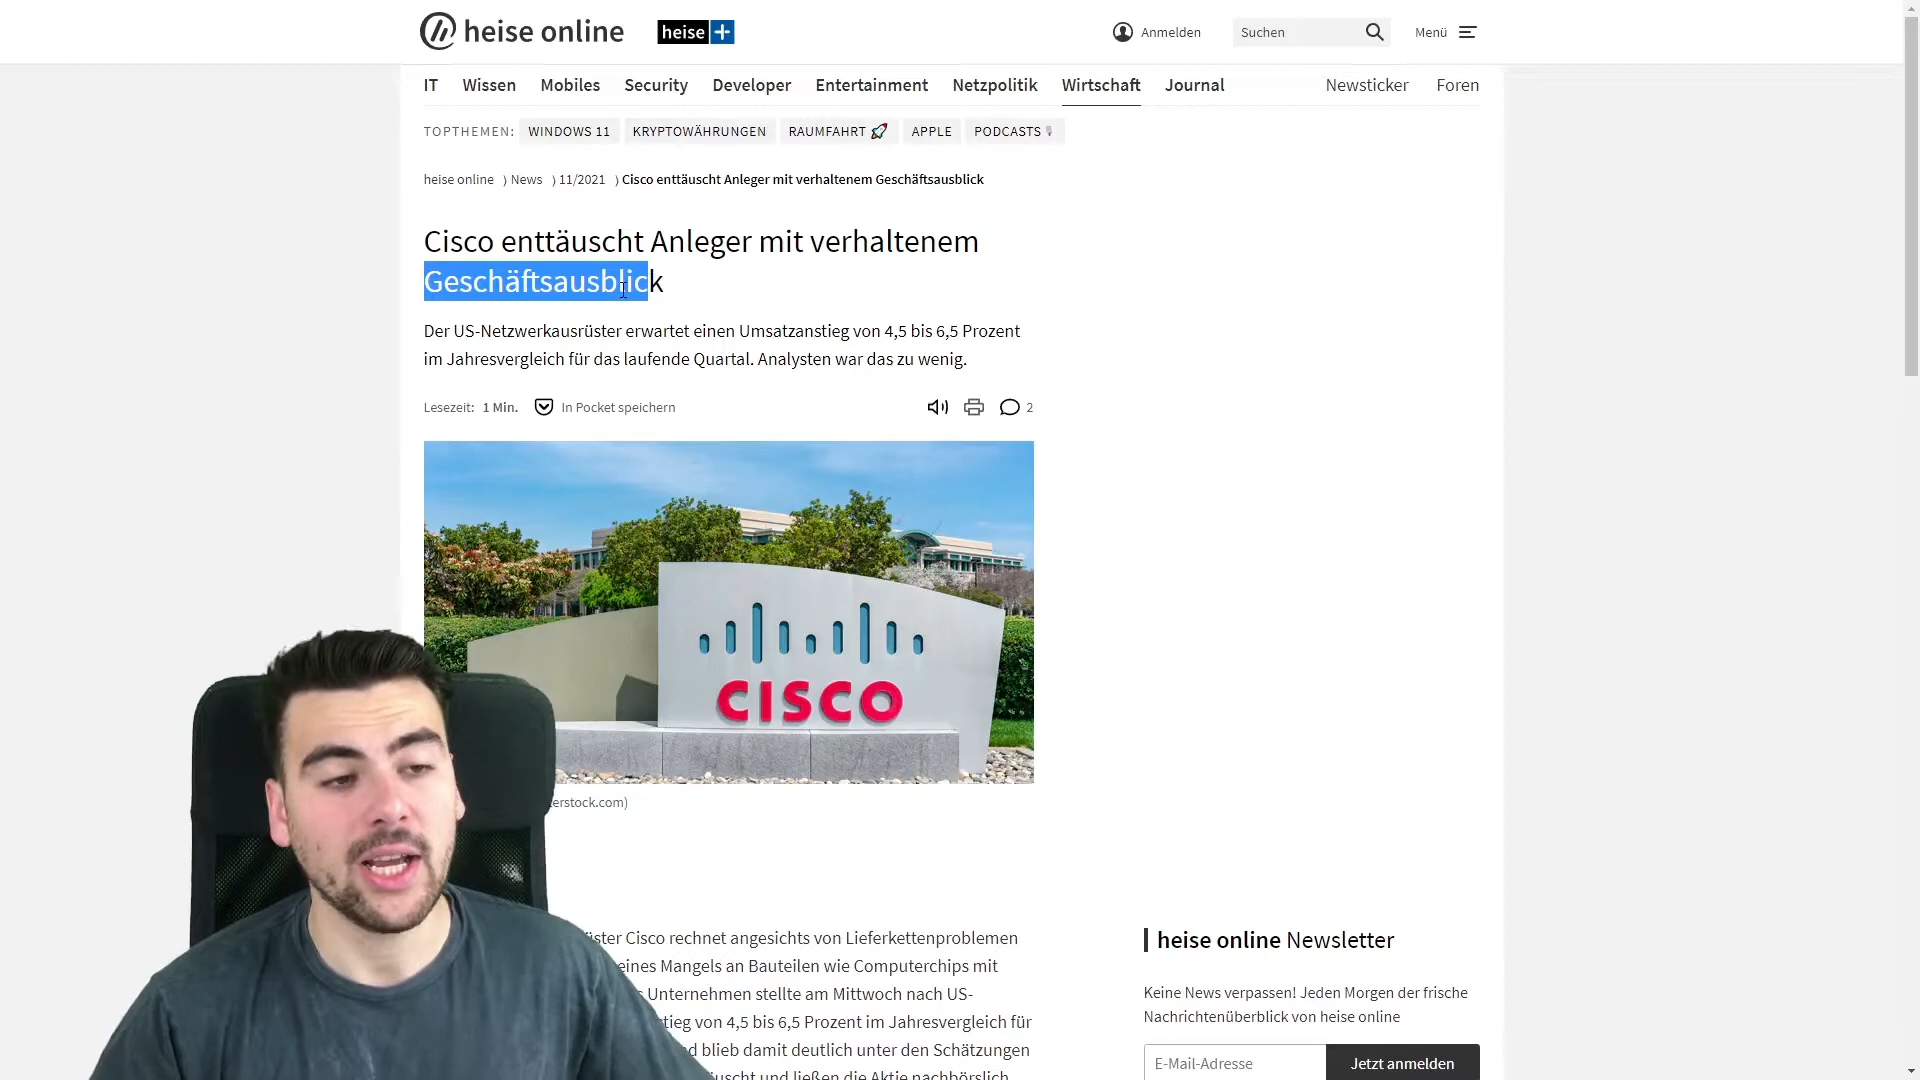 heise online heise+ Anmelden Suchen Menü
IT Wissen Mobiles Security Developer Entertainment Netzpolitik Wirtschaft Journal Newsticker Foren
TOPTHEMEN: WINDOWS 11 KRYPTOWÄHRUNGEN RAUMFAHRT 🚀 APPLE PODCASTS
heise online ⟩ News ⟩ 11/2021 ⟩ Cisco enttäuscht Anleger mit verhaltenem Geschäftsausblick
Cisco enttäuscht Anleger mit verhaltenem
Geschäftsausblick
Der US-Netzwerkausrüster erwartet einen Umsatzanstieg von 4,5 bis 6,5 Prozent
im Jahresvergleich für das laufende Quartal. Analysten war das zu wenig.
Lesezeit: 1 Min. In Pocket speichern 2
CISCO
erstock.com)
Cisco rechnet angesichts von Lieferkettenproblemen
eines Mangels an Bauteilen wie Computerchips mit
Unternehmen stellte am Mittwoch nach US-
von 4,5 bis 6,5 Prozent im Jahresvergleich für
blieb damit deutlich unter den Schätzungen
und ließen die Aktie nachbörslich
heise online Newsletter
Keine News verpassen! Jeden Morgen der frische
Nachrichtenüberblick von heise online
E-Mail-Adresse Jetzt anmelden